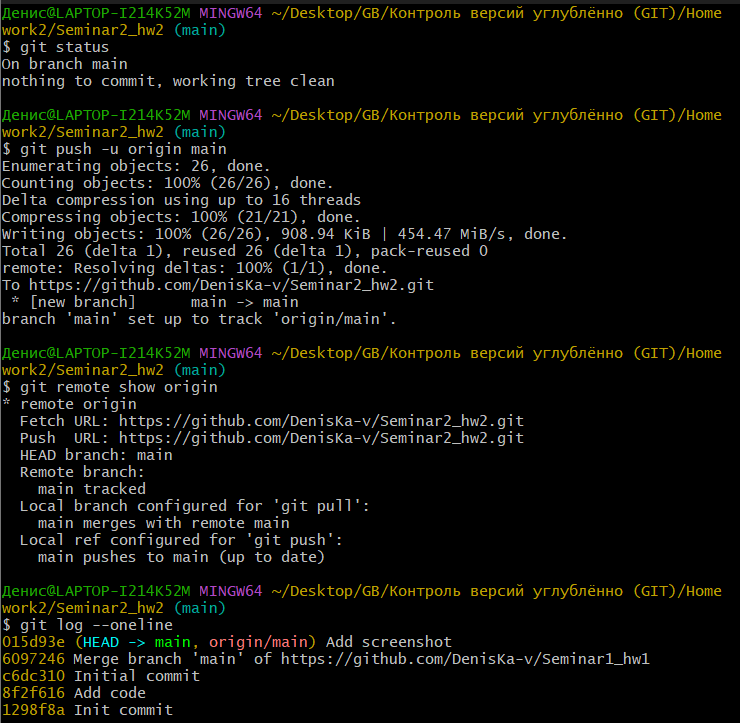 Денис@LAPTOP-I214K52M MINGW64 ~/Desktop/GB/Контроль версий углублённо (GIT)/Home
work2/Seminar2_hw2 (main)
$ git status
On branch main
nothing to commit, working tree clean
Денис@LAPTOP-I214K52M MINGW64 ~/Desktop/GB/Контроль версий углублённо (GIT)/Home
work2/Seminar2_hw2 (main)
$ git push -u origin main
Enumerating objects: 26, done.
Counting objects: 100% (26/26), done.
Delta compression using up to 16 threads
Compressing objects: 100% (21/21), done.
Writing objects: 100% (26/26), 908.94 KiB | 454.47 MiB/s, done.
Total 26 (delta 1), reused 26 (delta 1), pack-reused 0
remote: Resolving deltas: 100% (1/1), done.
To https://github.com/DenisKa-v/Seminar2_hw2.git
 * [new branch]      main -> main
branch 'main' set up to track 'origin/main'.
Денис@LAPTOP-I214K52M MINGW64 ~/Desktop/GB/Контроль версий углублённо (GIT)/Home
work2/Seminar2_hw2 (main)
$ git remote show origin
* remote origin
  Fetch URL: https://github.com/DenisKa-v/Seminar2_hw2.git
  Push  URL: https://github.com/DenisKa-v/Seminar2_hw2.git
  HEAD branch: main
  Remote branch:
    main tracked
  Local branch configured for 'git pull':
    main merges with remote main
  Local ref configured for 'git push':
    main pushes to main (up to date)
Денис@LAPTOP-I214K52M MINGW64 ~/Desktop/GB/Контроль версий углублённо (GIT)/Home
work2/Seminar2_hw2 (main)
$ git log --oneline
015d93e (HEAD -> main, origin/main) Add screenshot
6097246 Merge branch 'main' of https://github.com/DenisKa-v/Seminar1_hw1
c6dc310 Initial commit
8f2f616 Add code
1298f8a Init commit